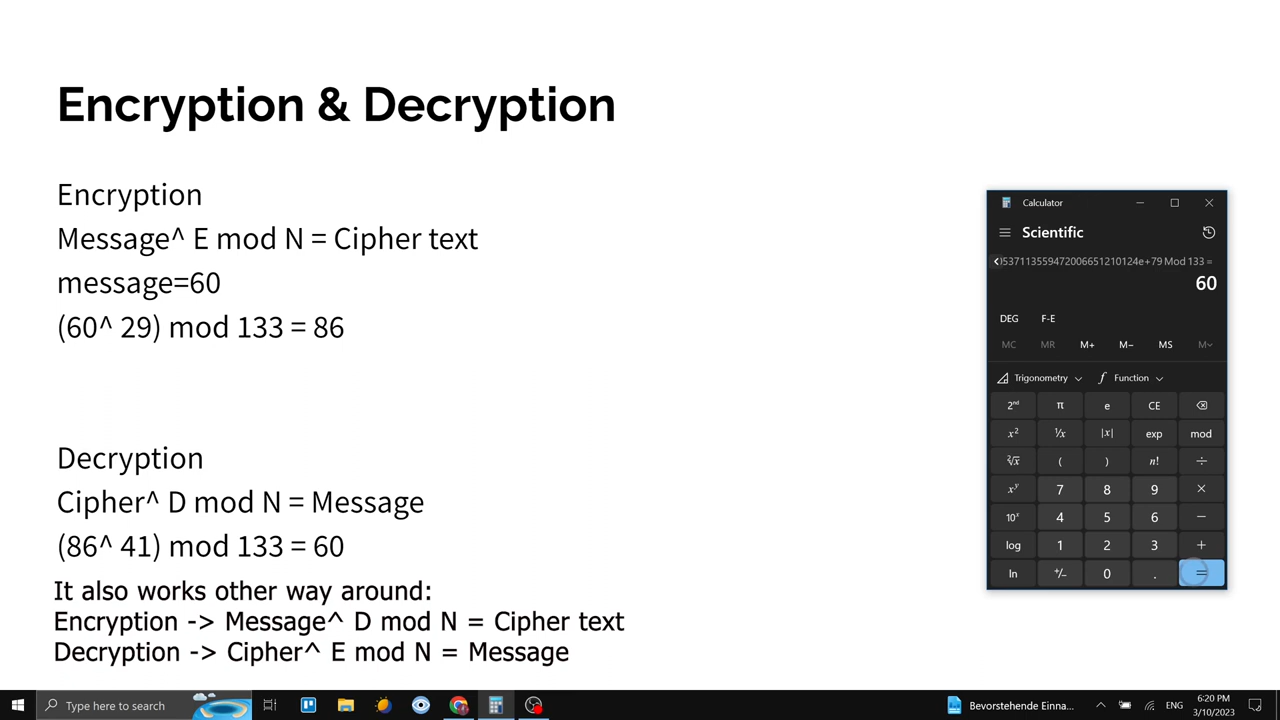 Encryption & Decryption
Encryption
Message^ E mod N = Cipher text
message=60
(60^ 29) mod 133 = 86
Decryption
Cipher^ D mod N = Message
(86^ 41) mod 133 = 60
It also works other way around:
Encryption -> Message^ D mod N = Cipher text
Decryption -> Cipher^ E mod N = Message
Calculator
Scientific
537113559472006651210124e+79 Mod 133 =
60
DEG F-E
MC MR M+ M− MS M
Trigonometry f Function
2nd π e CE
x² ¹/x |x| exp mod
²√x ( ) n! ÷
xʸ 7 8 9 ×
10ˣ 4 5 6 −
log 1 2 3 +
ln +/− 0 . =
Type here to search
Bevorstehende Einna...
ENG
6:20 PM
3/10/2023